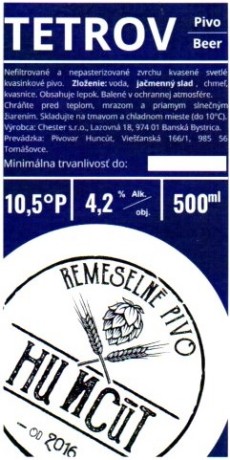 TETROV
Pivo
Beer
Nefiltrované a nepasterizované zvrchu kvasené svetlé
kvasinkové pivo. Zloženie: voda, jačmenný slad , chmeľ,
kvasnice. Obsahuje lepok. Balené v ochrannej atmosfére.
Chráňte pred teplom, mrazom a priamym slnečným
žiarením. Skladujte na tmavom a chladnom mieste (do 10°C).
Výrobca: Chester s.r.o., Lazovná 18, 974 01 Banská Bystrica.
Prevádzka: Pivovar Huncút, Viešťanská 166/1, 985 56
Tomášovce.
Minimálna trvanlivosť do:
10,5°P
4,2 % Alk./obj.
500ml
REMESELNÉ PIVO
HUNCÚT
- OD 2016